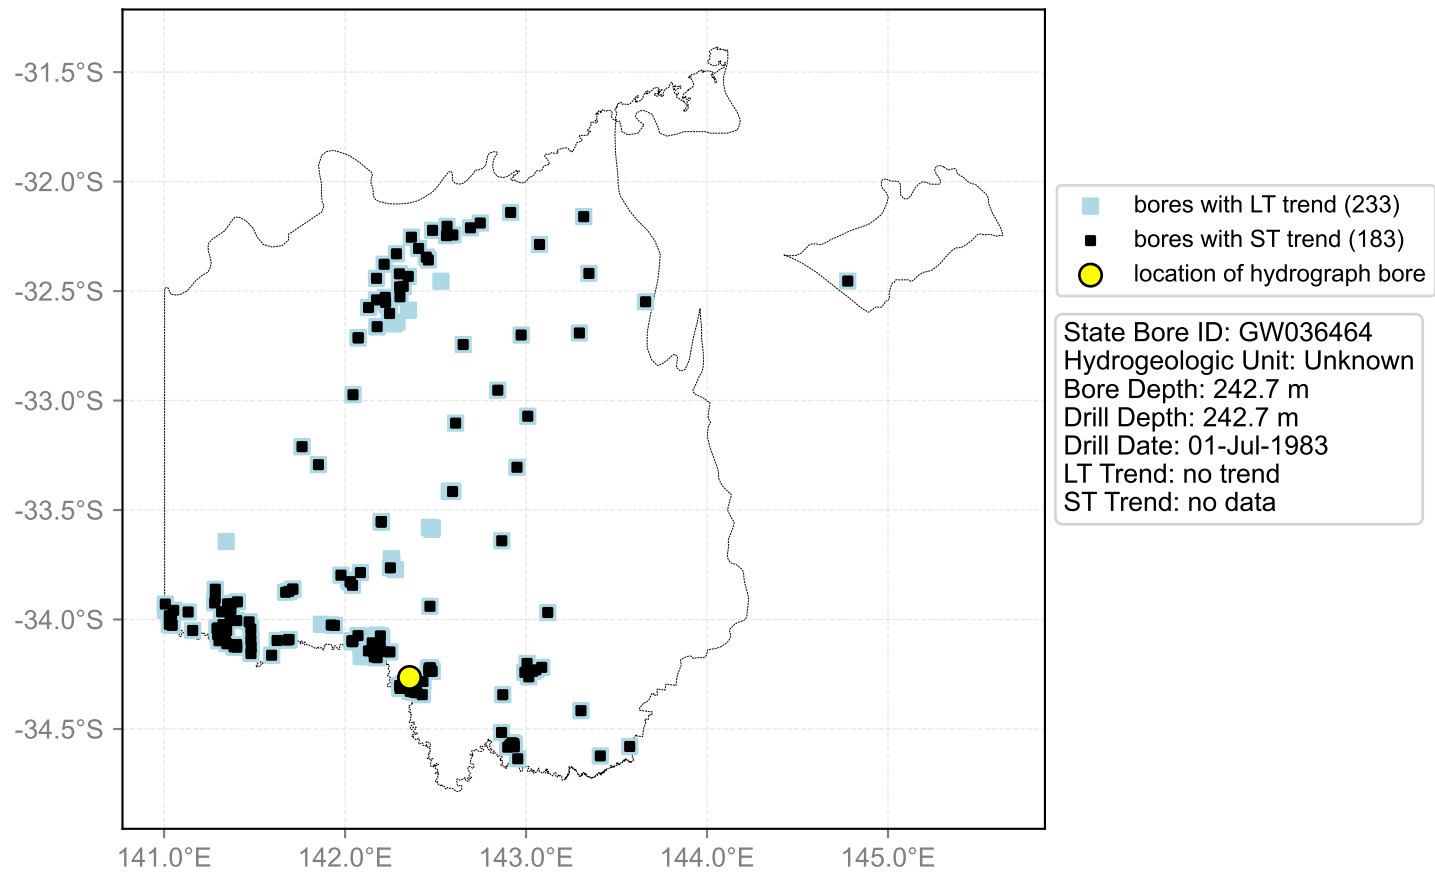 -31.5°S
-32.0°S
-32.5°S
-33.0°S
-33.5°S
-34.0°S
-34.5°S
141.0°E 142.0°E 143.0°E 144.0°E 145.0°E
bores with LT trend (233)
bores with ST trend (183)
location of hydrograph bore
State Bore ID: GW036464
Hydrogeologic Unit: Unknown
Bore Depth: 242.7 m
Drill Depth: 242.7 m
Drill Date: 01-Jul-1983
LT Trend: no trend
ST Trend: no data